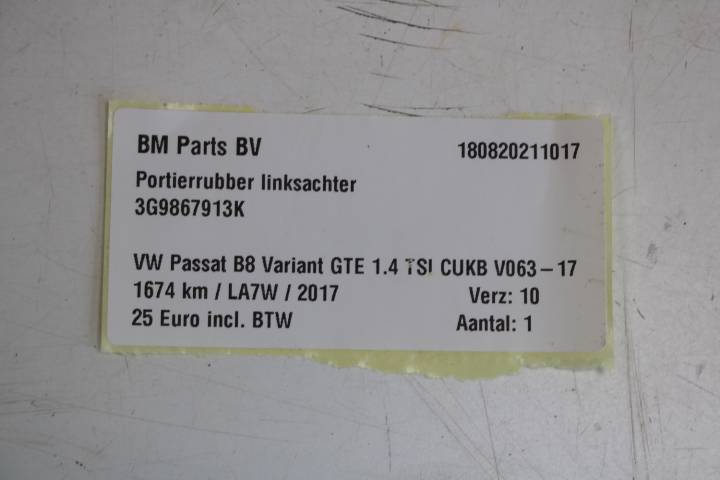 BM Parts BV 180820211017
Portierrubber linksachter
3G9867913K
VW Passat B8 Variant GTE 1.4 TSI CUKB V063-17
1674 km / LA7W / 2017 Verz: 10
25 Euro incl. BTW Aantal: 1